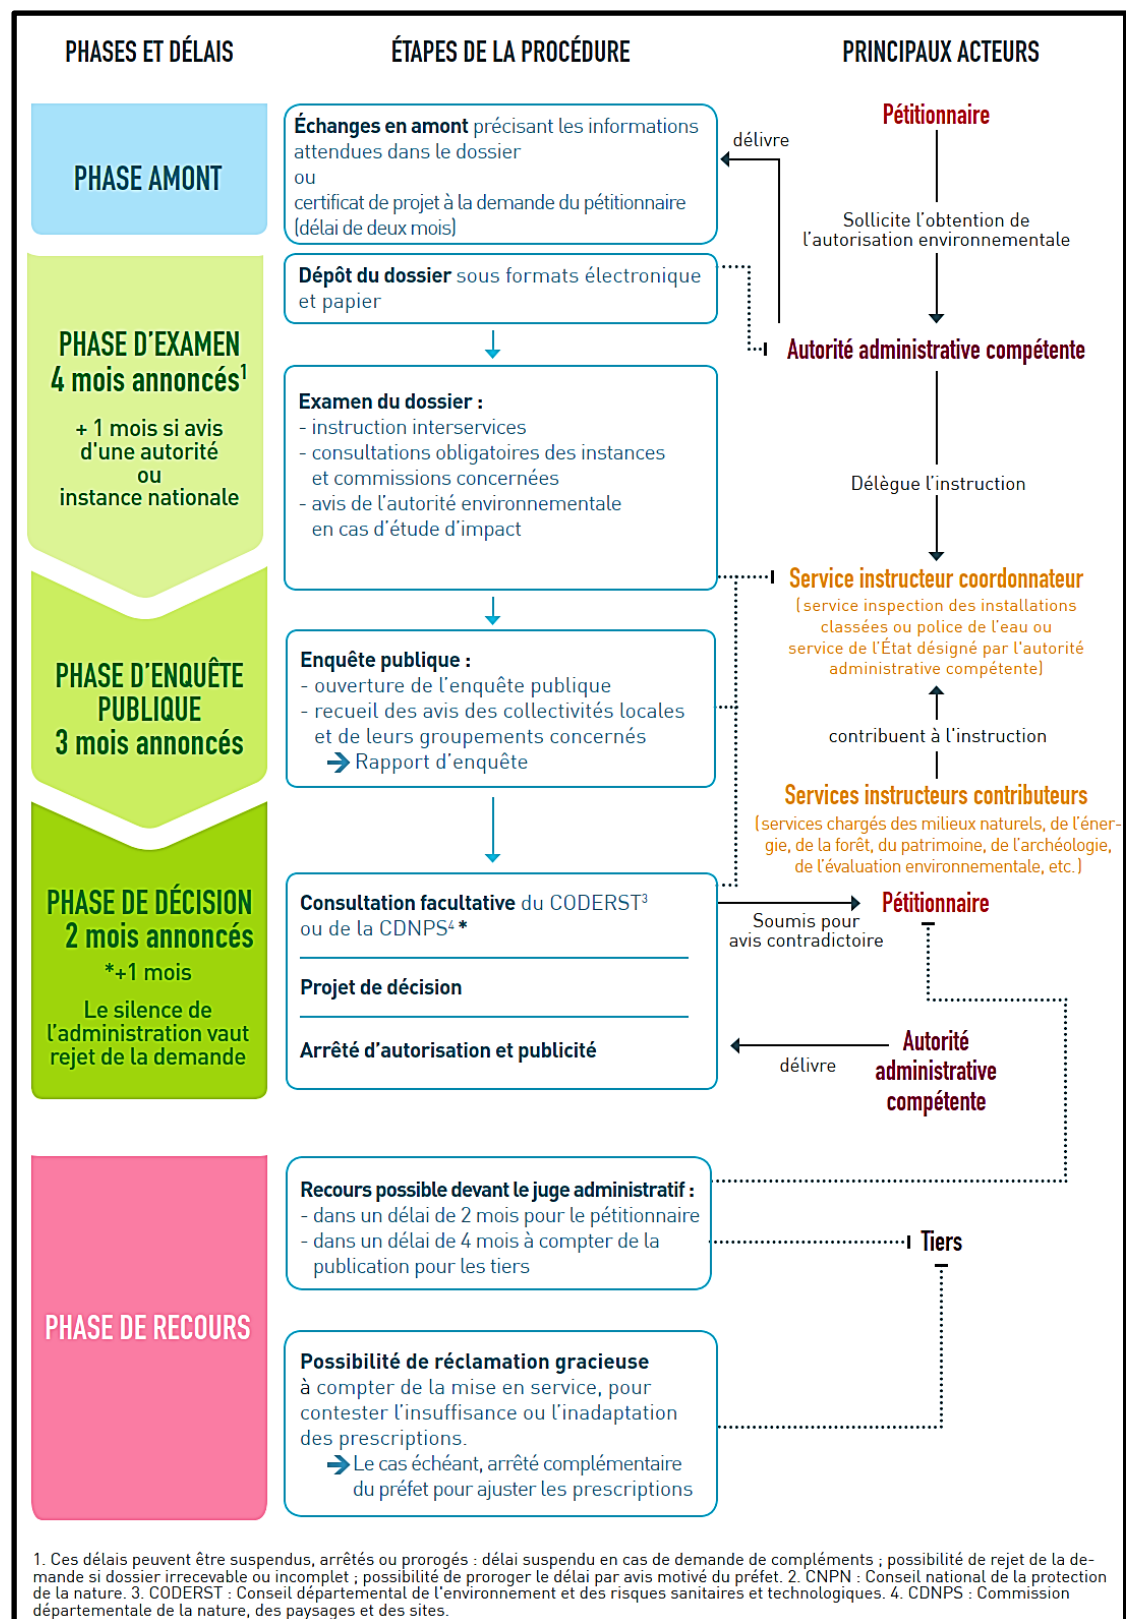 PHASES ET DÉLAIS
ÉTAPES DE LA PROCÉDURE
PRINCIPAUX ACTEURS
PHASE AMONT
Échanges en amont précisant les informations
attendues dans le dossier
ou
certificat de projet à la demande du pétitionnaire
(délai de deux mois)
délivre
Pétitionnaire
Sollicite l'obtention de
l'autorisation environnementale
PHASE D'EXAMEN
4 mois annoncés1
+ 1 mois si avis
d'une autorité
ou
instance nationale
Dépôt du dossier sous formats électronique
et papier
Autorité administrative compétente
Examen du dossier :
- instruction interservices
- consultations obligatoires des instances
et commissions concernées
- avis de l'autorité environnementale
en cas d'étude d'impact
Délègue l'instruction
Service instructeur coordonnateur
(service inspection des installations
classées ou police de l'eau ou
service de l'État désigné par l'autorité
administrative compétente)
PHASE D'ENQUÊTE
PUBLIQUE
3 mois annoncés
Enquête publique :
- ouverture de l'enquête publique
- recueil des avis des collectivités locales
et de leurs groupements concernés
→ Rapport d'enquête
contribuent à l'instruction
Services instructeurs contributeurs
(services chargés des milieux naturels, de l'éner-
gie, de la forêt, du patrimoine, de l'archéologie,
de l'évaluation environnementale, etc.)
PHASE DE DÉCISION
2 mois annoncés
*+1 mois
Le silence de
l'administration vaut
rejet de la demande
Consultation facultative du CODERST3
ou de la CDNPS4 *
Projet de décision
Arrêté d'autorisation et publicité
Soumis pour
avis contradictoire
Pétitionnaire
délivre
Autorité
administrative
compétente
PHASE DE RECOURS
Recours possible devant le juge administratif :
- dans un délai de 2 mois pour le pétitionnaire
- dans un délai de 4 mois à compter de la
publication pour les tiers
Tiers
Possibilité de réclamation gracieuse
à compter de la mise en service, pour
contester l'insuffisance ou l'inadaptation
des prescriptions.
→ Le cas échéant, arrêté complémentaire
du préfet pour ajuster les prescriptions
1. Ces délais peuvent être suspendus, arrêtés ou prorogés : délai suspendu en cas de demande de compléments ; possibilité de rejet de la de-
mande si dossier irrecevable ou incomplet ; possibilité de proroger le délai par avis motivé du préfet. 2. CNPN : Conseil national de la protection
de la nature. 3. CODERST : Conseil départemental de l'environnement et des risques sanitaires et technologiques. 4. CDNPS : Commission
départementale de la nature, des paysages et des sites.